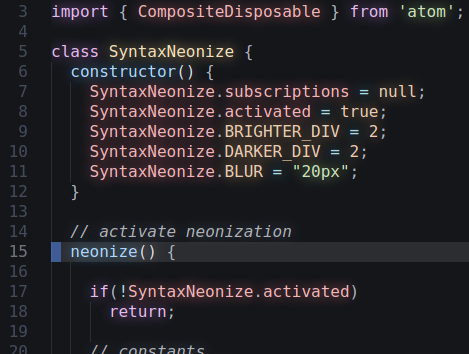 3 import { CompositeDisposable } from 'atom';
4
5 class SyntaxNeonize {
6 constructor() {
7 SyntaxNeonize.subscriptions = null;
8 SyntaxNeonize.activated = true;
9 SyntaxNeonize.BRIGHTER_DIV = 2;
10 SyntaxNeonize.DARKER_DIV = 2;
11 SyntaxNeonize.BLUR = "20px";
12 }
13
14 // activate neonization
15 neonize() {
16
17 if(!SyntaxNeonize.activated)
18 return;
19
20 // constants